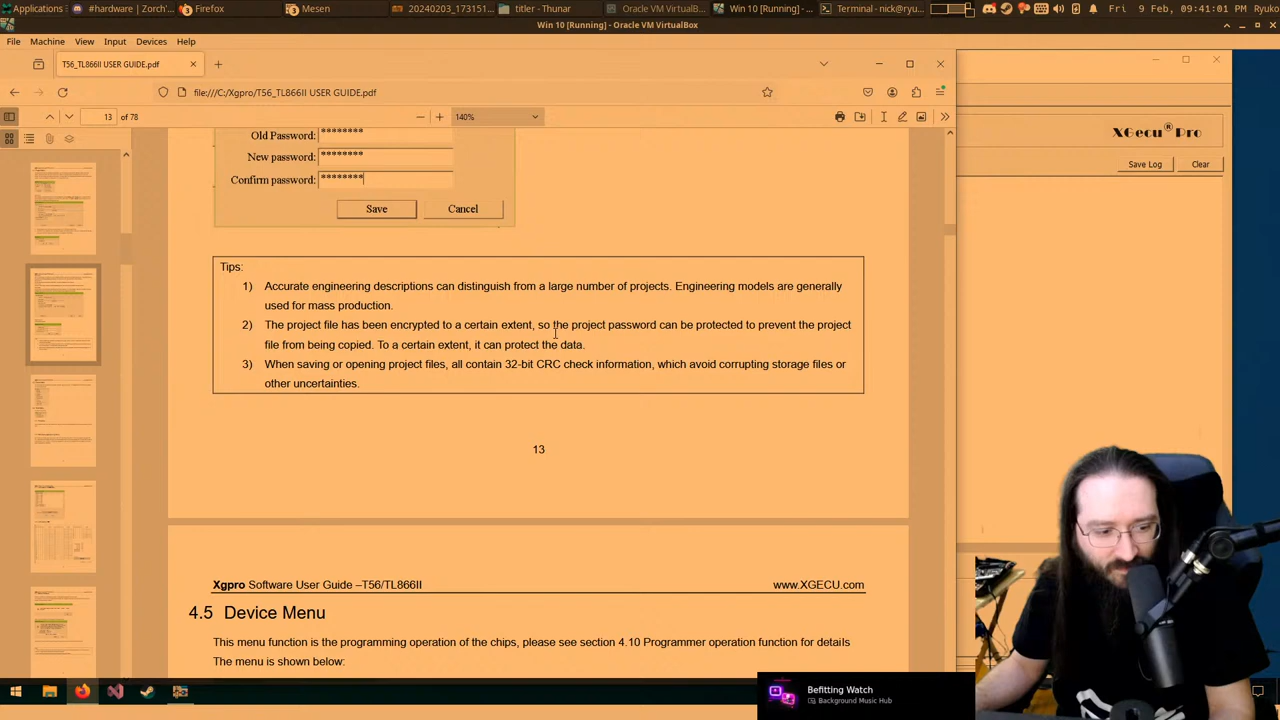 Applications
#hardware | Zorch'...
Firefox
Mesen
20240203_173151...
titler - Thunar
Oracle VM VirtualB...
Win 10 [Running] - ...
Terminal - nick@ryu...
Fri  9 Feb, 09:41:01 Ryuko
Win 10 [Running] - Oracle VM VirtualBox
File Machine View Input Devices Help
T56_TL866II USER GUIDE.pdf
file:///C:/Xgpro/T56_TL866II USER GUIDE.pdf
13 of 78
140%
XGecu Pro
Save Log Clear
Old Password: ********
New password: ********
Confirm password: ********
Save Cancel
Tips:
1) Accurate engineering descriptions can distinguish from a large number of projects. Engineering models are generally
used for mass production.
2) The project file has been encrypted to a certain extent, so the project password can be protected to prevent the project
file from being copied. To a certain extent, it can protect the data.
3) When saving or opening project files, all contain 32-bit CRC check information, which avoid corrupting storage files or
other uncertainties.
13
Xgpro Software User Guide –T56/TL866II www.XGECU.com
4.5 Device Menu
This menu function is the programming operation of the chips, please see section 4.10 Programmer operation function for details
The menu is shown below:
Befitting Watch
Background Music Hub